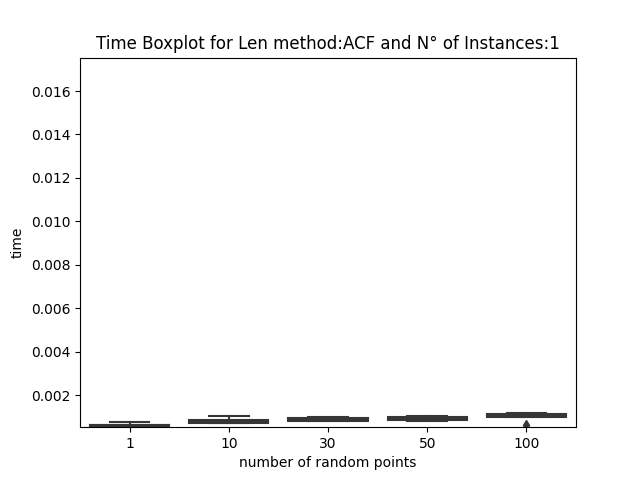 Time Boxplot for Len method:ACF and N° of Instances:1
0.016
0.014
0.012
0.010
0.008
0.006
0.004
0.002
time
1 10 30 50 100
number of random points